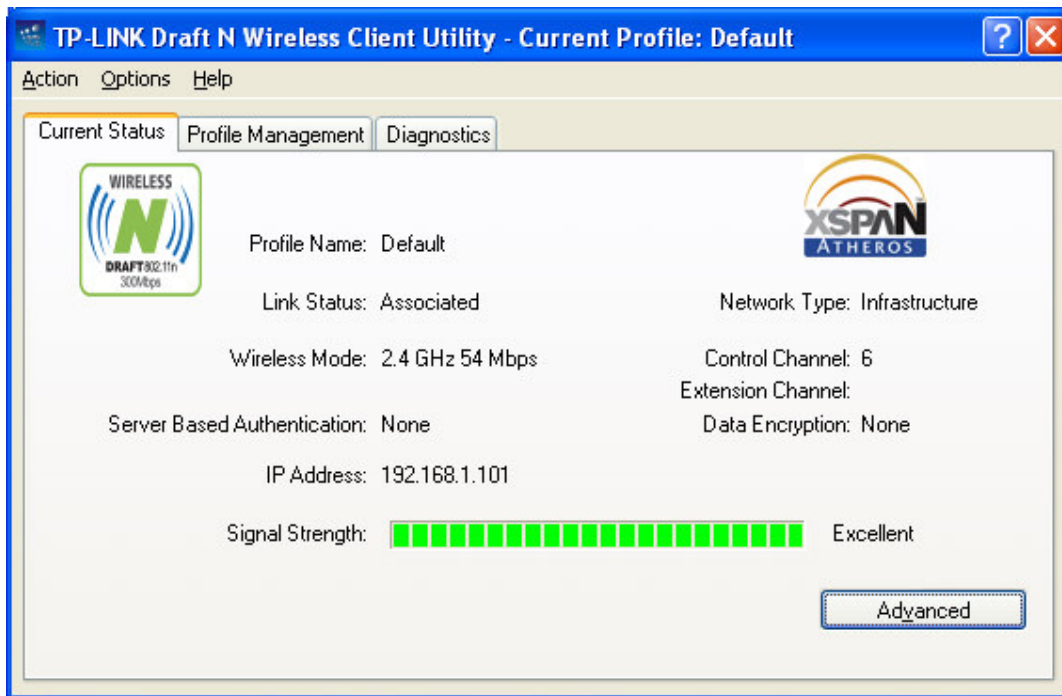 TP-LINK Draft N Wireless Client Utility - Current Profile: Default
Action Options Help
Current Status Profile Management Diagnostics
WIRELESS
N
DRAFT 802.11n
300Mbps
XSPAN
ATHEROS
Profile Name: Default
Link Status: Associated
Network Type: Infrastructure
Wireless Mode: 2.4 GHz 54 Mbps
Control Channel: 6
Extension Channel:
Server Based Authentication: None
Data Encryption: None
IP Address: 192.168.1.101
Signal Strength: Excellent
Advanced